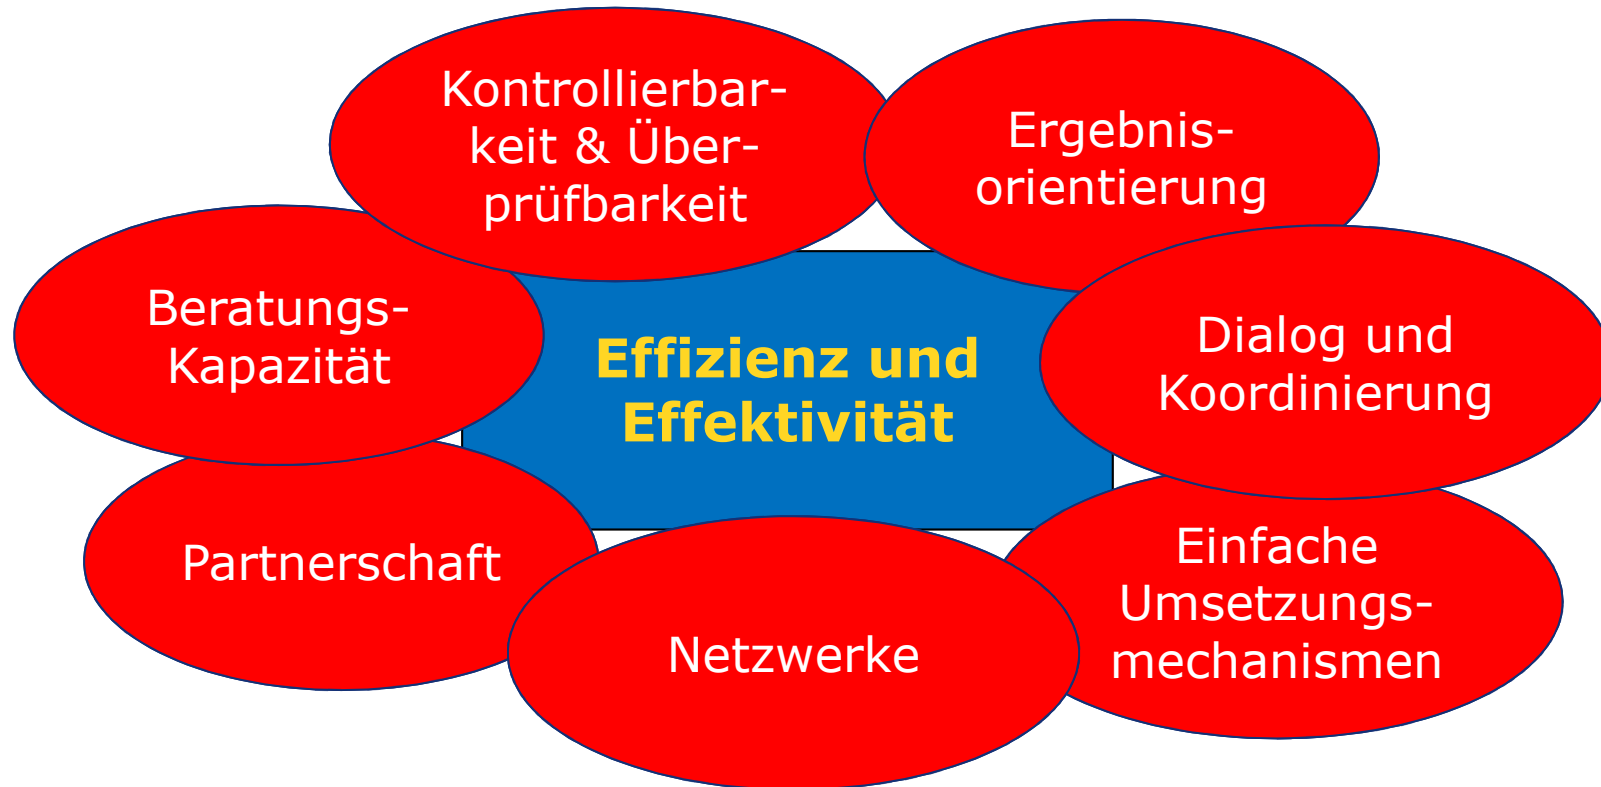 Kontrollierbar-
keit & Über-
prüfbarkeit
Ergebnis-
orientierung
Beratungs-
Kapazität
Effizienz und
Effektivität
Dialog und
Koordinierung
Partnerschaft
Netzwerke
Einfache
Umsetzungs-
mechanismen